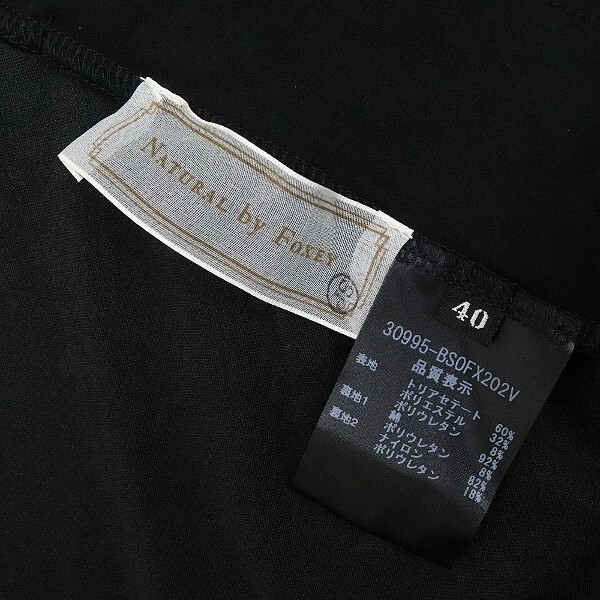 NATURAL by FOXEY
40
30995-BSOFX202V
品質表示
表地 トリアセテート 60%
ポリエステル 32%
ポリウレタン 8%
裏地1 綿 92%
ポリウレタン 8%
裏地2 ナイロン 82%
ポリウレタン 18%